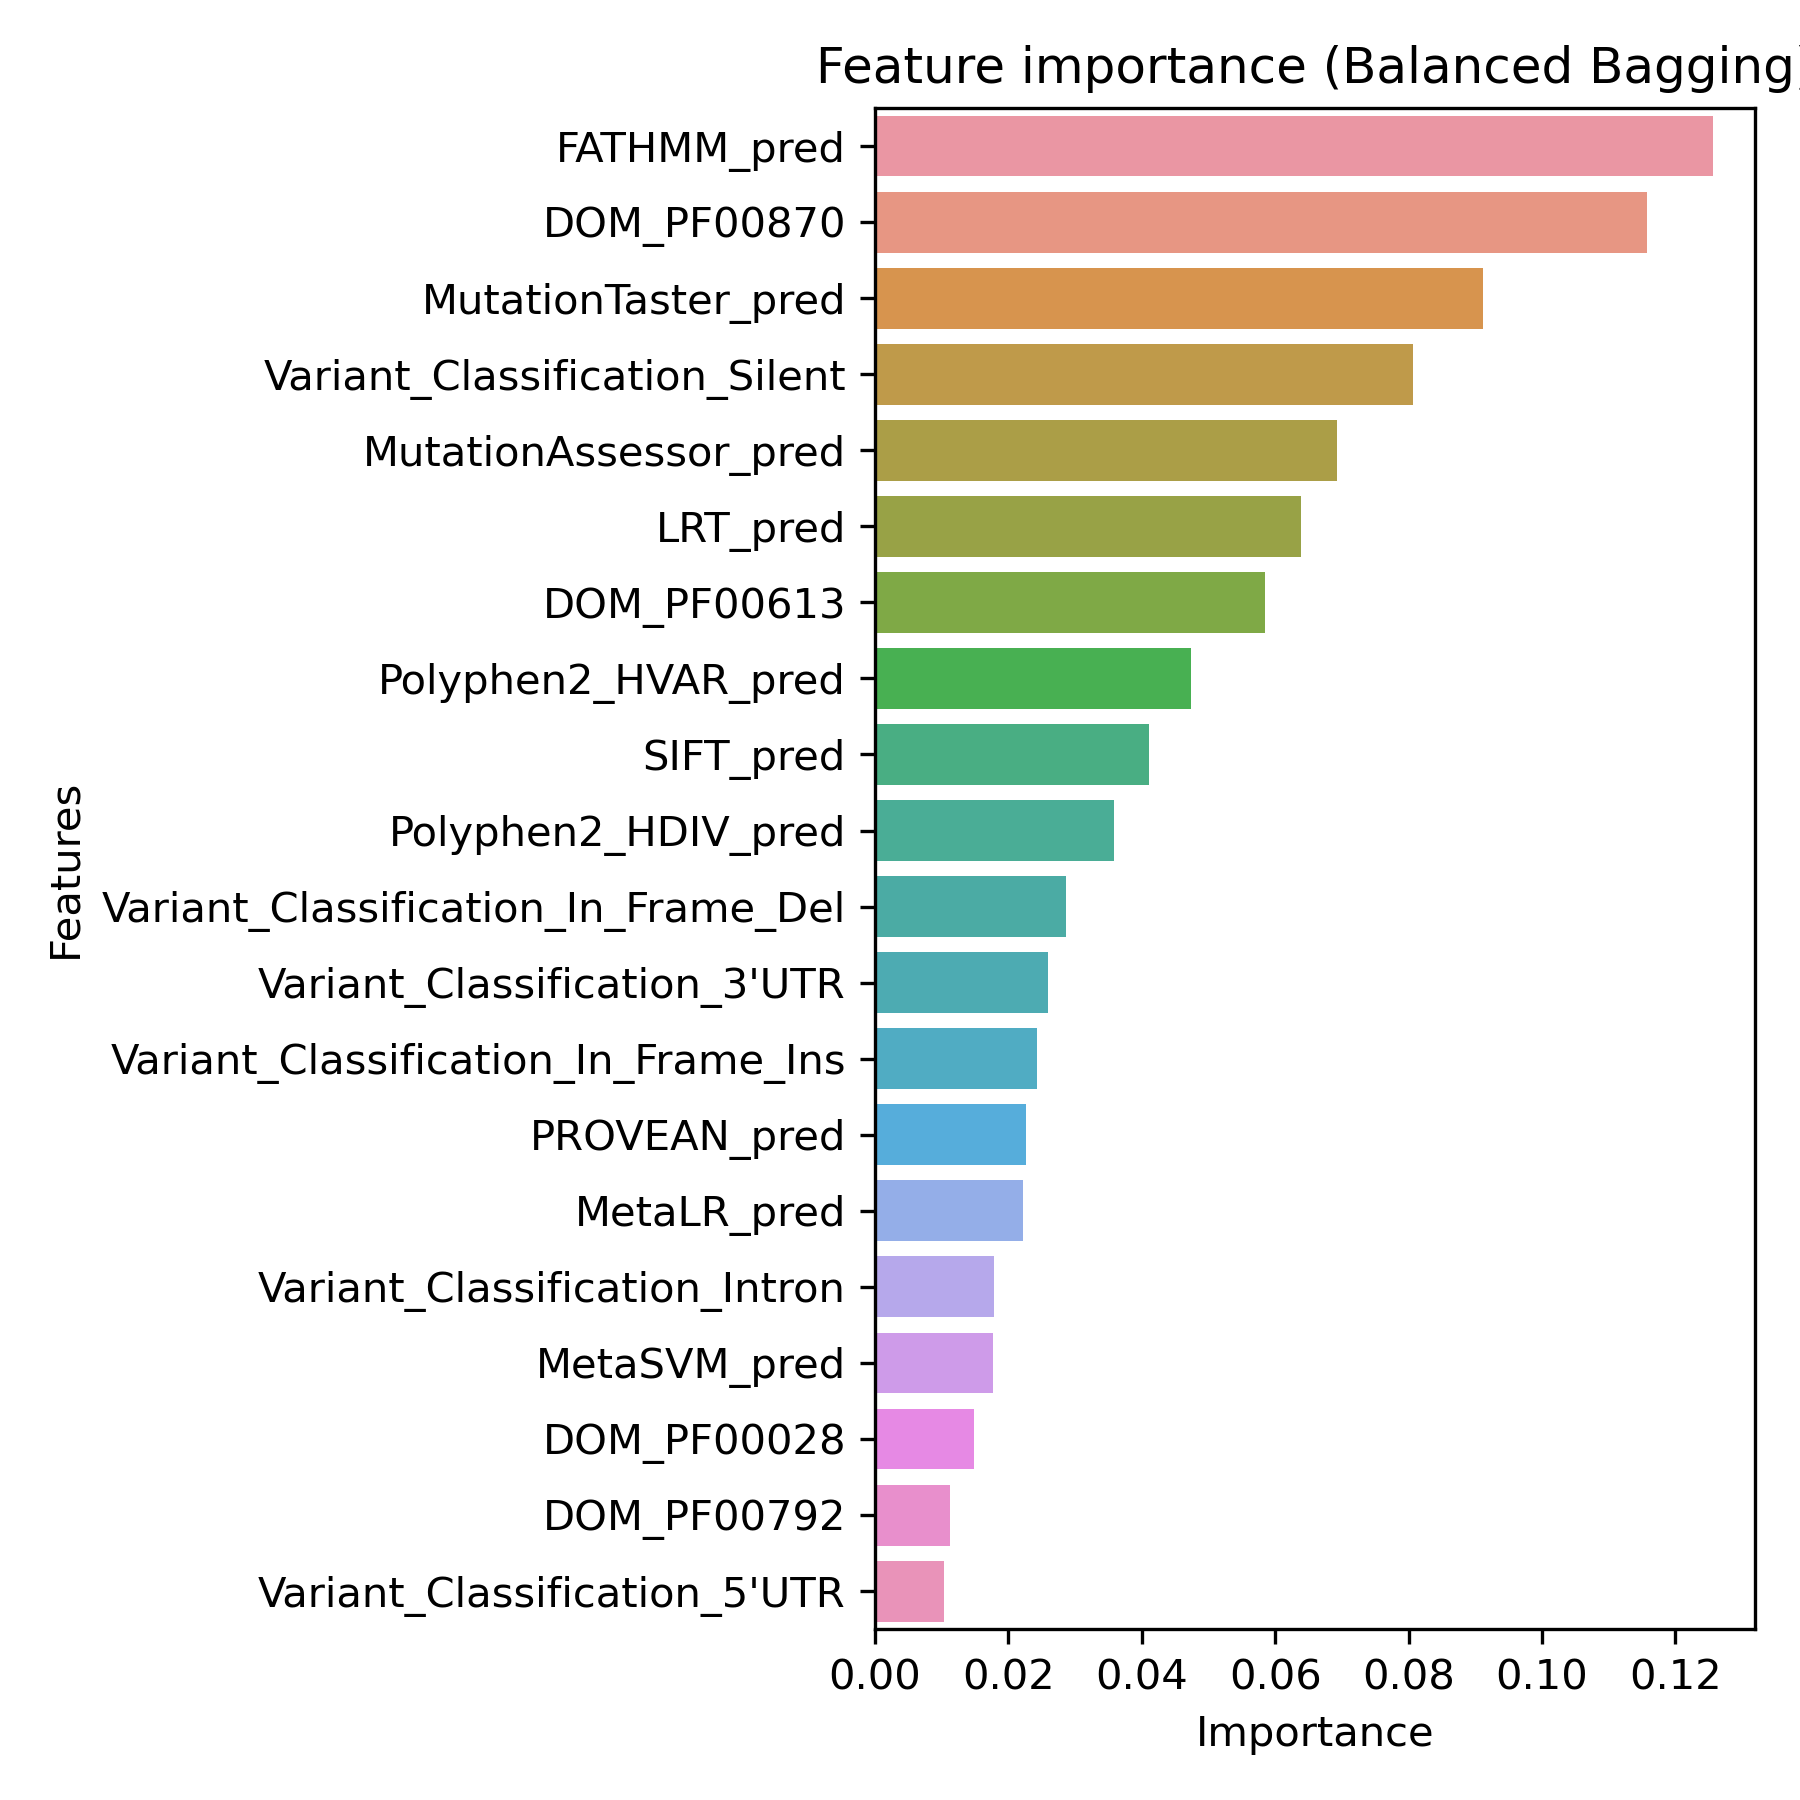 Feature importance (Balanced Bagging)
FATHMM_pred
DOM_PF00870
MutationTaster_pred
Variant_Classification_Silent
MutationAssessor_pred
LRT_pred
DOM_PF00613
Polyphen2_HVAR_pred
SIFT_pred
Polyphen2_HDIV_pred
Variant_Classification_In_Frame_Del
Variant_Classification_3'UTR
Variant_Classification_In_Frame_Ins
PROVEAN_pred
MetaLR_pred
Variant_Classification_Intron
MetaSVM_pred
DOM_PF00028
DOM_PF00792
Variant_Classification_5'UTR
Features
0.00 0.02 0.04 0.06 0.08 0.10 0.12
Importance